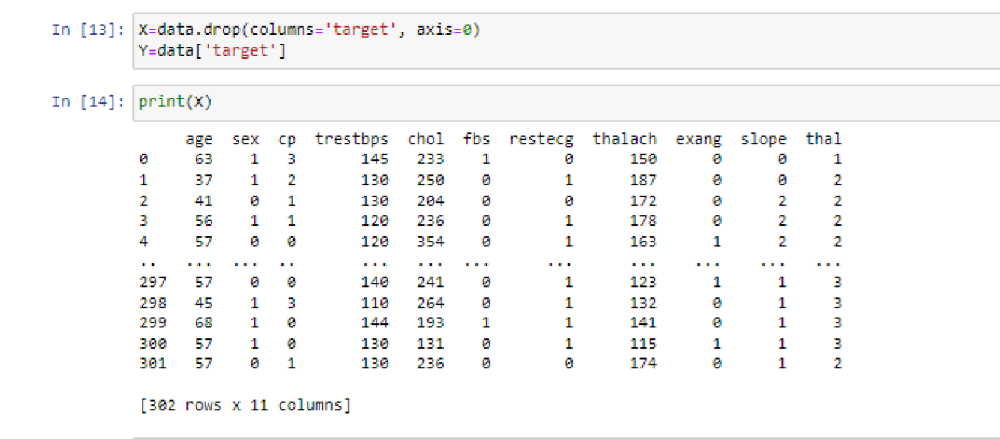 In [13]: X=data.drop(columns='target', axis=0)
Y=data['target']
In [14]: print(X)
age sex cp trestbps chol fbs restecg thalach exang slope thal
0 63 1 3 145 233 1 0 150 0 0 1
1 37 1 2 130 250 0 1 187 0 0 2
2 41 0 1 130 204 0 0 172 0 2 2
3 56 1 1 120 236 0 1 178 0 2 2
4 57 0 0 120 354 0 1 163 1 2 2
.. ... ... .. ... ... ... ... ... ... ... ...
297 57 0 0 140 241 0 1 123 1 1 3
298 45 1 3 110 264 0 1 132 0 1 3
299 68 1 0 144 193 1 1 141 0 1 3
300 57 1 0 130 131 0 1 115 1 1 3
301 57 0 1 130 236 0 0 174 0 1 2
[302 rows x 11 columns]